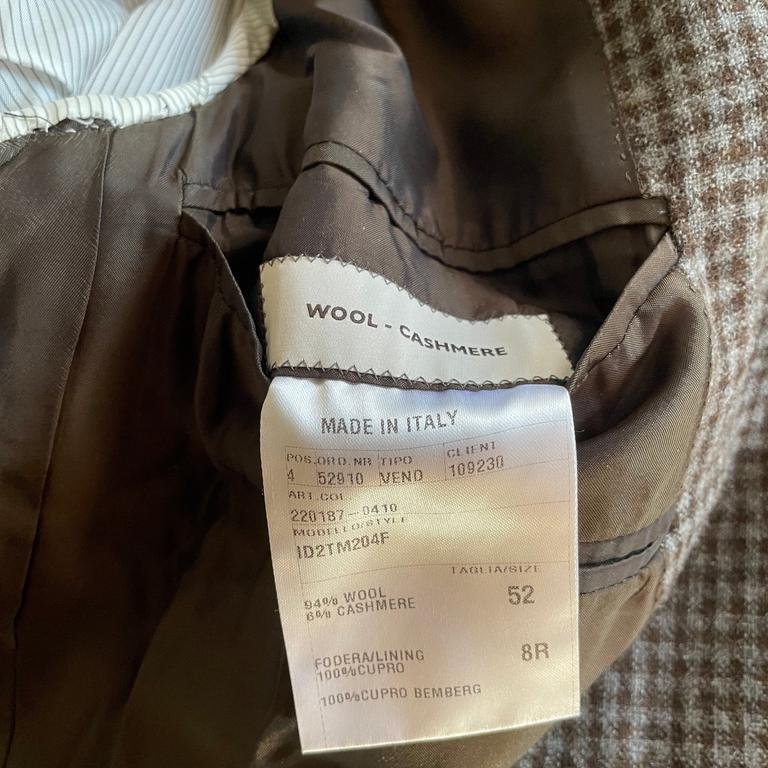 WOOL - CASHMERE
MADE IN ITALY
POS. ORD. NR TIPO CLIENT
4 52910 VEND 109230
ART. COL
220187-0410
MODELLO/STYLE
ID2TM204F
TAGLIA/SIZE
94% WOOL 52
6% CASHMERE
FODERA/LINING 8R
100%CUPRO
100%CUPRO BEMBERG